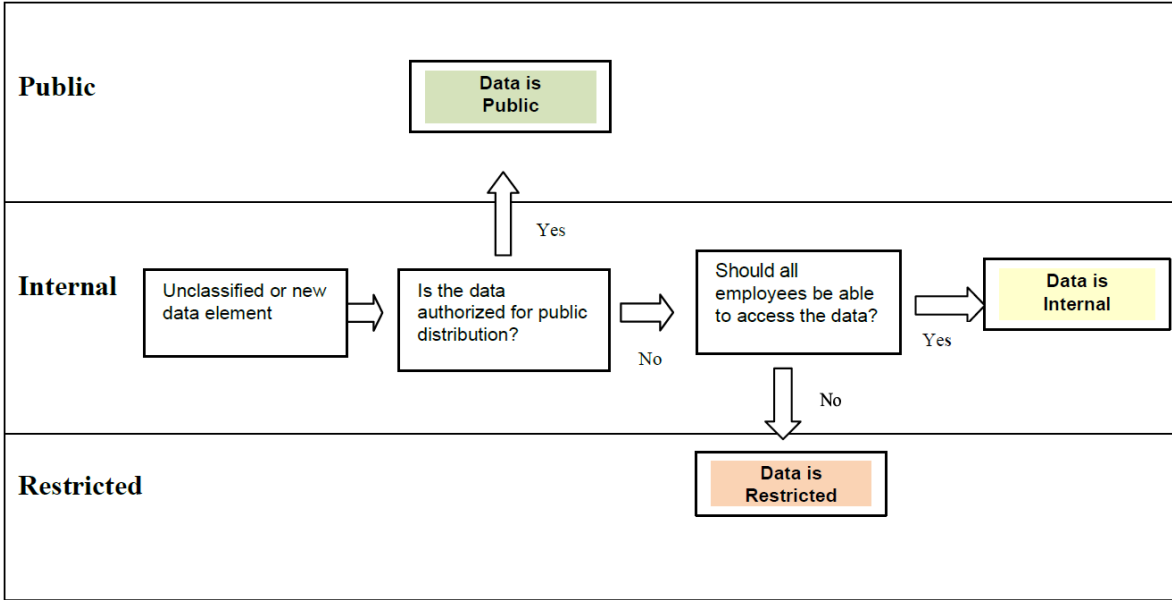 Public
Data is
Public
Yes
Internal
Unclassified or new
data element
Is the data
authorized for public
distribution?
No
Should all
employees be able
to access the data?
Yes
Data is
Internal
No
Restricted
Data is
Restricted